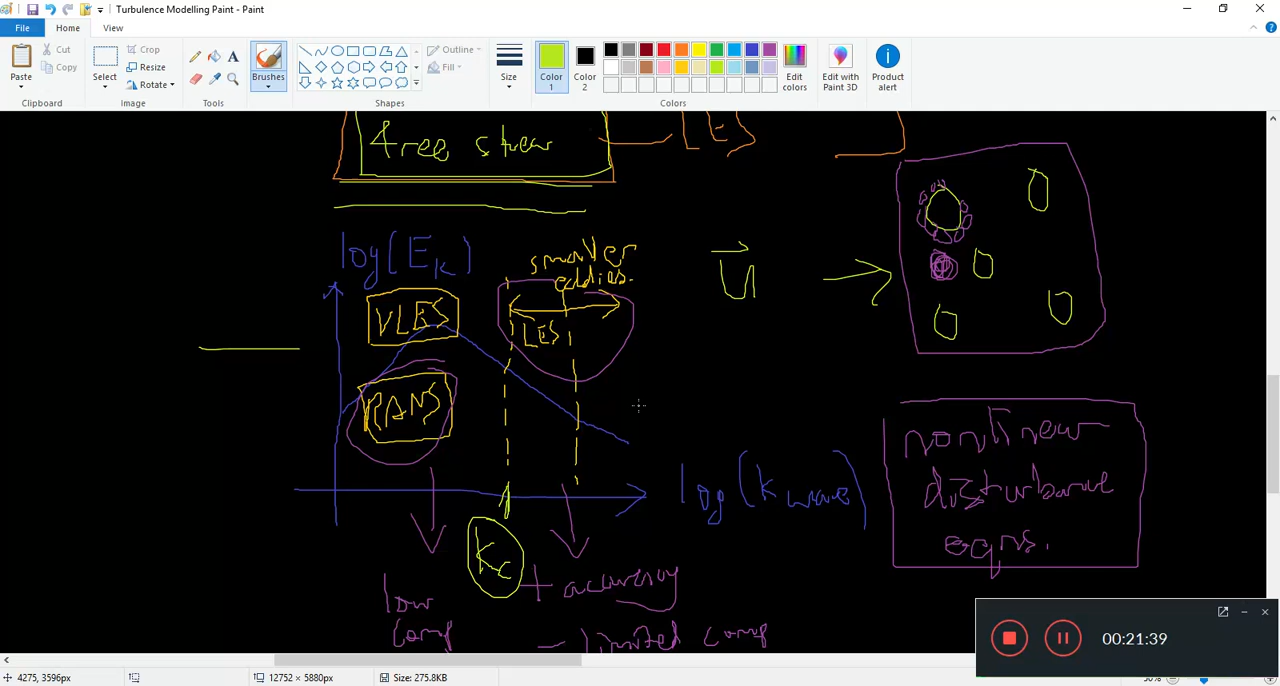 Turbulence Modelling Paint - Paint
File Home View
Paste
Cut
Copy
Clipboard
Select
Crop
Resize
Rotate
Image
Tools
Brushes
Shapes
Outline
Fill
Size
Color 1
Color 2
Edit colors
Colors
Edit with Paint 3D
Product alert
free shear
LES
log(Ek)
smaller
eddies.
VLES
LES
RANS
U
log(k wave)
kc
nonlinear
disturbance
eqns.
low
comp
+ accuracy
- limited comp
00:21:39
4275, 3596px
12752 × 5880px
Size: 275.8KB
50%